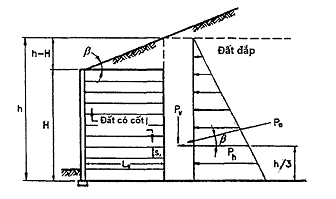 h-H
β
Đất đắp
h
H
Đất có cốt
Pv
Pa
β
Ph
h/3